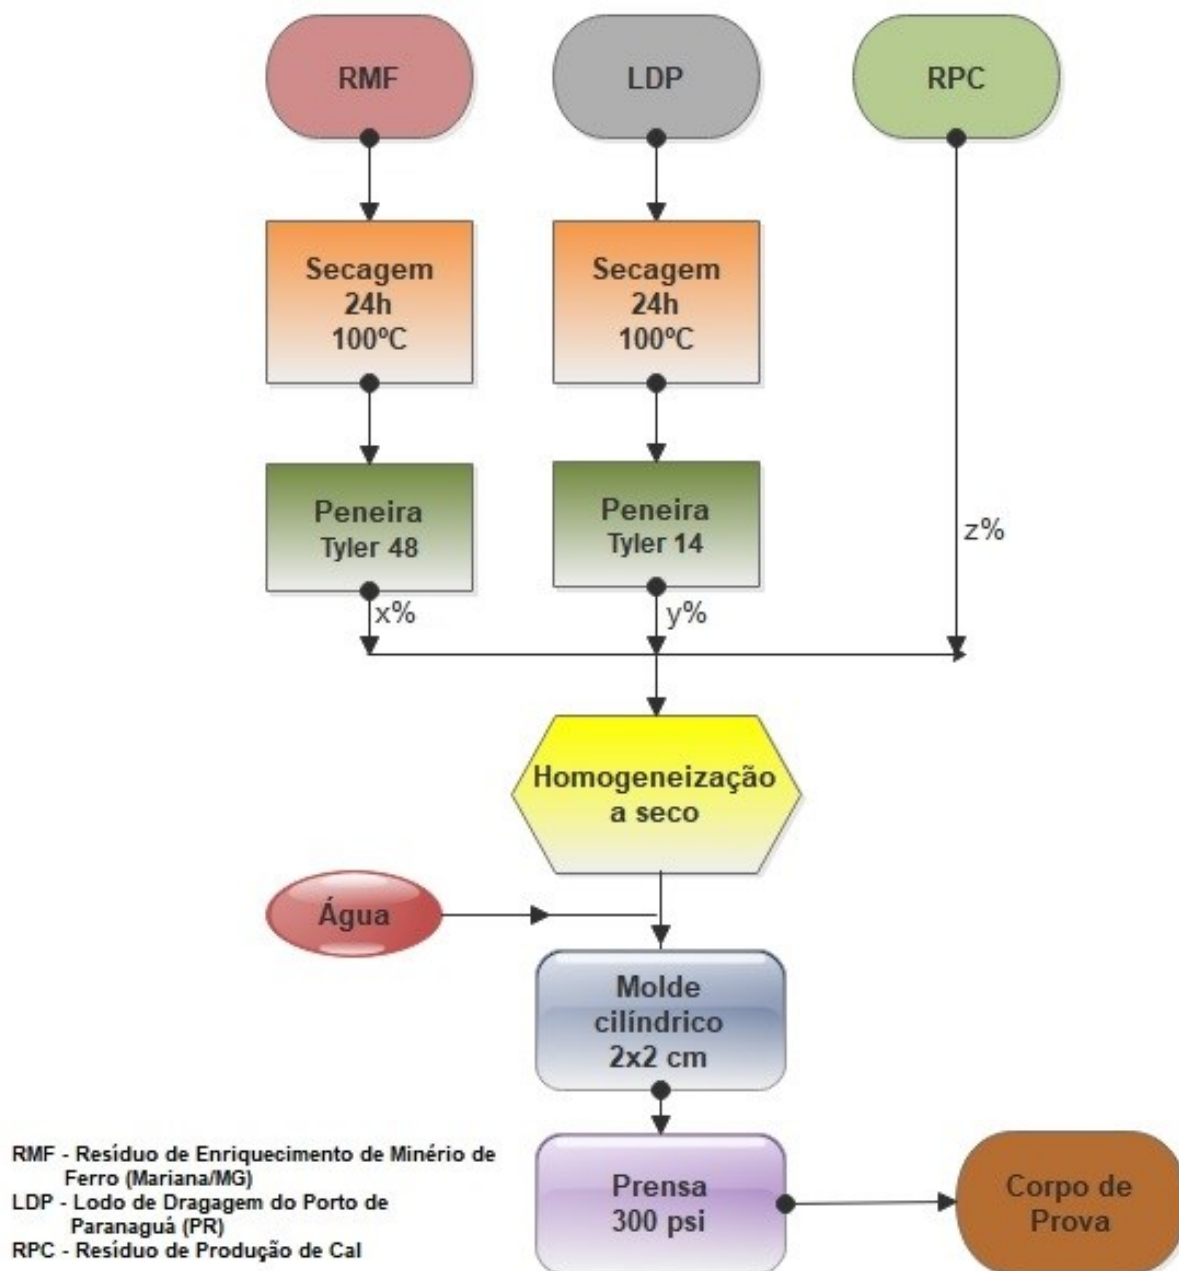 RMF
LDP
RPC
Secagem
24h
100ºC
Secagem
24h
100ºC
Peneira
Tyler 48
Peneira
Tyler 14
x%
y%
z%
Homogeneização
a seco
Água
Molde
cilíndrico
2x2 cm
Prensa
300 psi
Corpo de
Prova
RMF - Resíduo de Enriquecimento de Minério de
Ferro (Mariana/MG)
LDP - Lodo de Dragagem do Porto de
Paranaguá (PR)
RPC - Resíduo de Produção de Cal